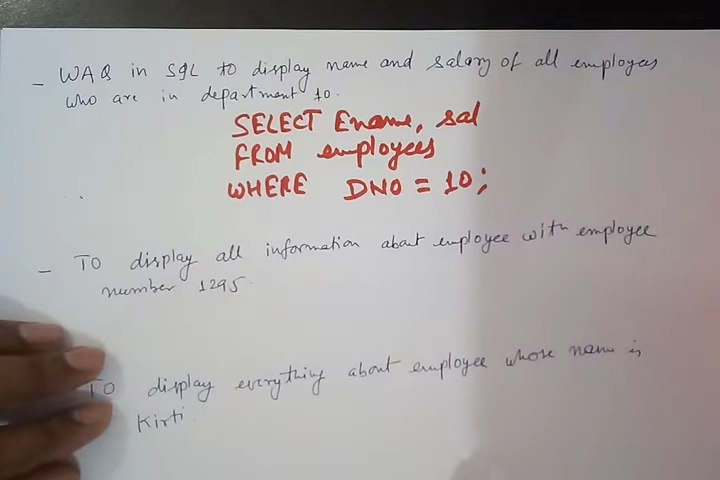 - WAQ in SQL to display name and salary of all employees
who are in department 10.
SELECT Ename, sal
FROM employees
WHERE DNO = 10;
- TO display all information about employee with employee
number 1295.
TO display everything about employee whose name is
Kirti